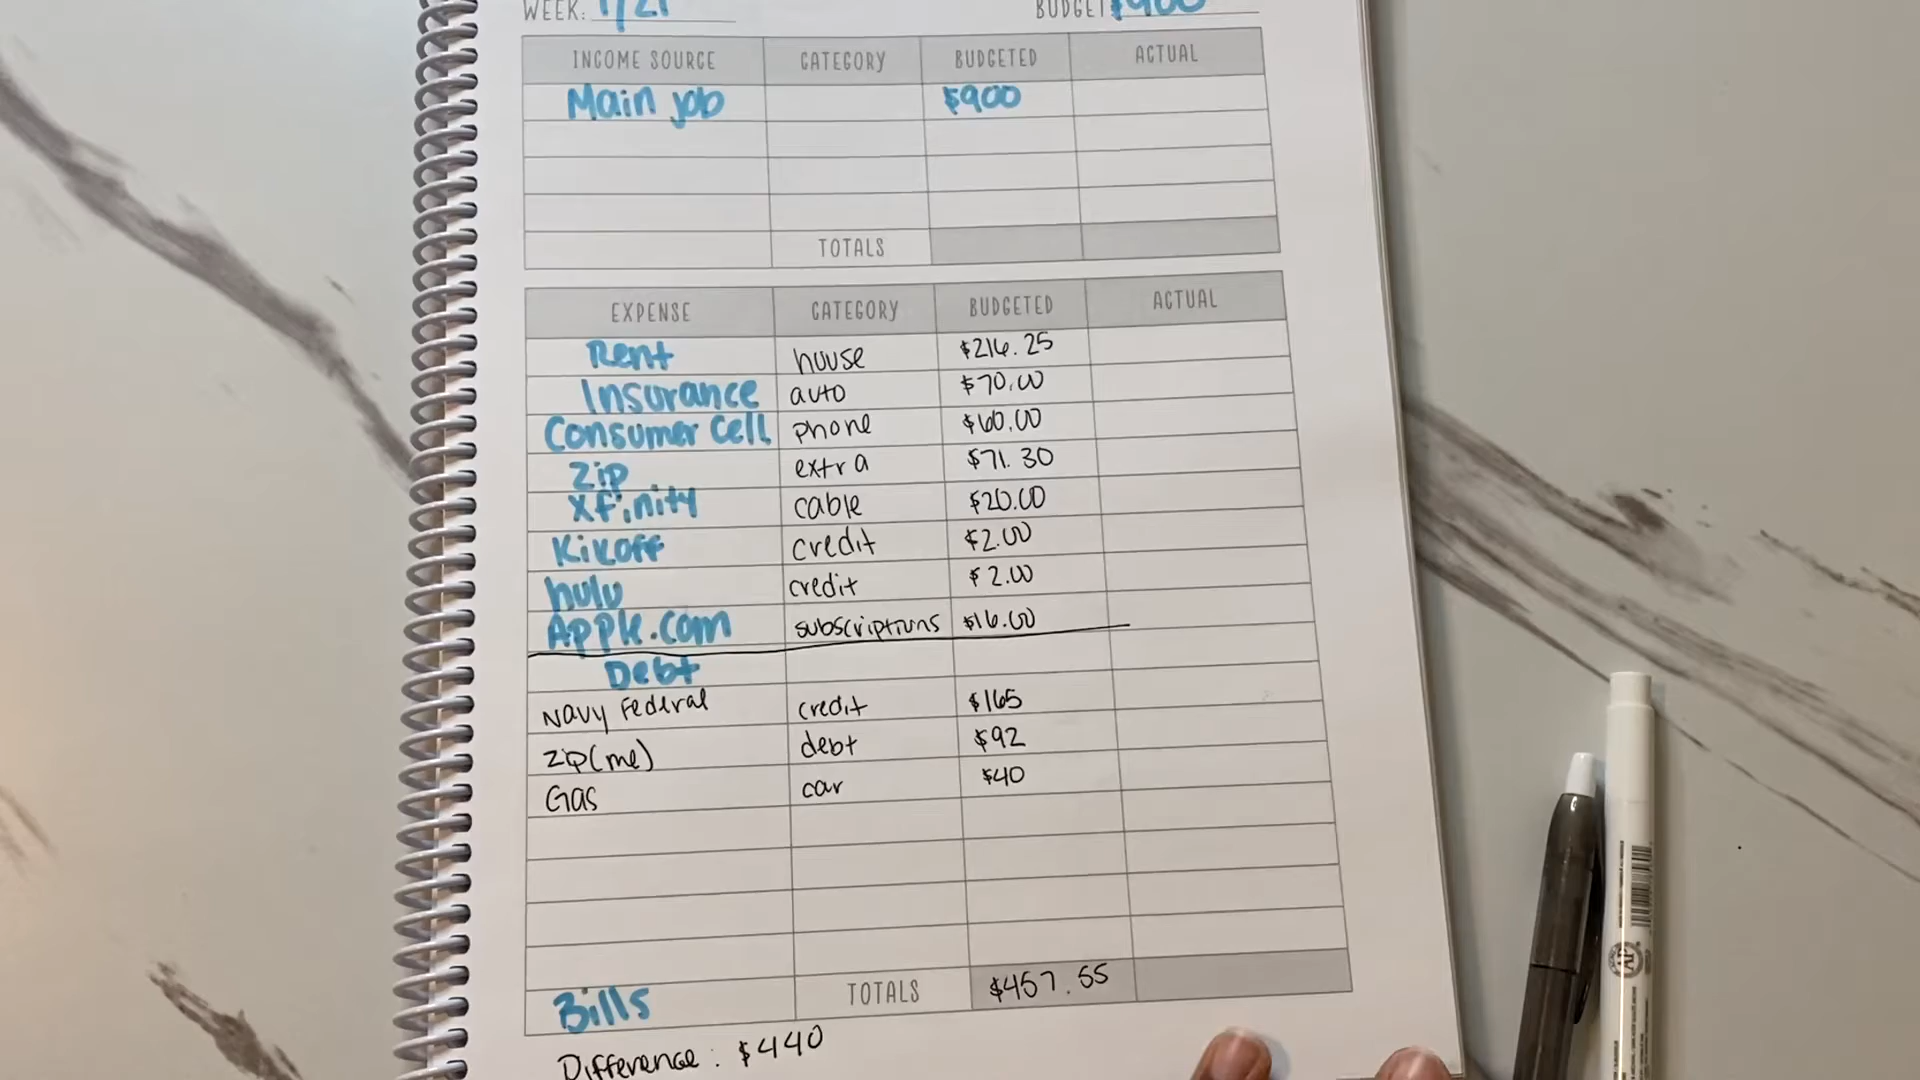 WEEK: 1/21 BUDGET $900
INCOME SOURCE CATEGORY BUDGETED ACTUAL
Main job $900
TOTALS
EXPENSE CATEGORY BUDGETED ACTUAL
Rent house $216.25
Insurance auto $70.00
Consumer Cell phone $60.00
Zip extra $71.30
Xfinity cable $20.00
Kikoff credit $2.00
hulu credit $2.00
Apple.com subscriptions $16.00
Debt
Navy Federal credit $165
Zip(me) debt $92
Gas car $40
Bills TOTALS $457.55
Difference: $440